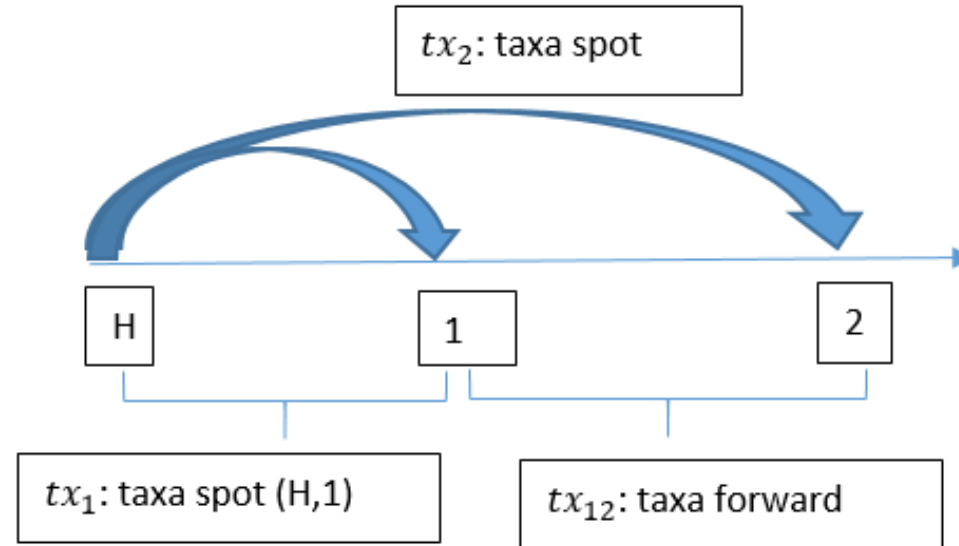 tx₂: taxa spot
H
1
2
tx₁: taxa spot (H,1)
tx₁₂: taxa forward